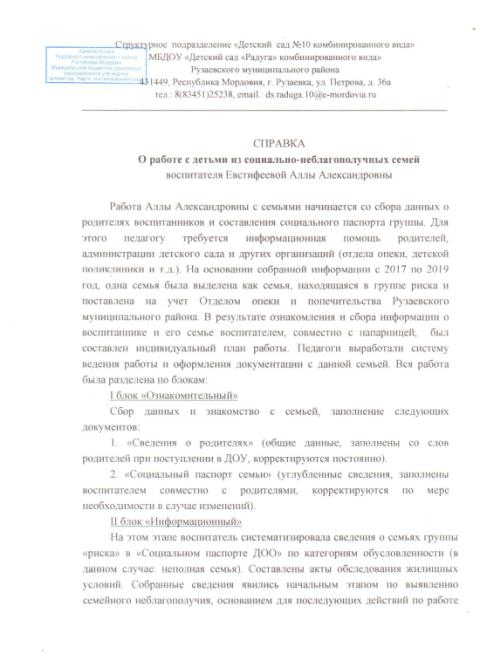 Структурное подразделение «Детский сад №10 комбинированного вида»
МБДОУ «Детский сад «Радуга» комбинированного вида»
Рузаевского муниципального района
431449, Республика Мордовия, г. Рузаевка, ул. Петрова, д. 36а
тел.: 8(83451)25238, email.: ds.raduga.10@e-mordovia.ru
СПРАВКА
О работе с детьми из социально-неблагополучных семей
воспитателя Евстифеевой Аллы Александровны
Работа Аллы Александровны с семьями начинается со сбора данных о
родителях воспитанников и составления социального паспорта группы. Для
этого педагогу требуется информационная помощь родителей,
администрации детского сада и других организаций (отдела опеки, детской
поликлиники и т.д.). На основании собранной информации с 2017 по 2019
год, одна семья была выделена как семья, находящаяся в группе риска и
поставлена на учет Отделом опеки и попечительства Рузаевского
муниципального района. В результате ознакомления и сбора информации о
воспитаннике и его семье воспитателем, совместно с напарницей, был
составлен индивидуальный план работы. Педагоги выработали систему
ведения работы и оформления документации с данной семьей. Вся работа
была разделена по блокам:
I блок «Ознакомительный»
Сбор данных и знакомство с семьей, заполнение следующих
документов:
1. «Сведения о родителях» (общие данные, заполнены со слов
родителей при поступлении в ДОУ, корректируются постоянно).
2. «Социальный паспорт семьи» (углубленные сведения, заполнены
воспитателем совместно с родителями, корректируются по мере
необходимости в случае изменений).
II блок «Информационный»
На этом этапе воспитатель систематизировала сведения о семьях группы
«риска» в «Социальном паспорте ДОО» по категориям обусловленности (в
данном случае: неполная семья). Составлены акты обследования жилищных
условий. Собранные сведения явились начальным этапом по выявлению
семейного неблагополучия, основанием для последующих действий по работе